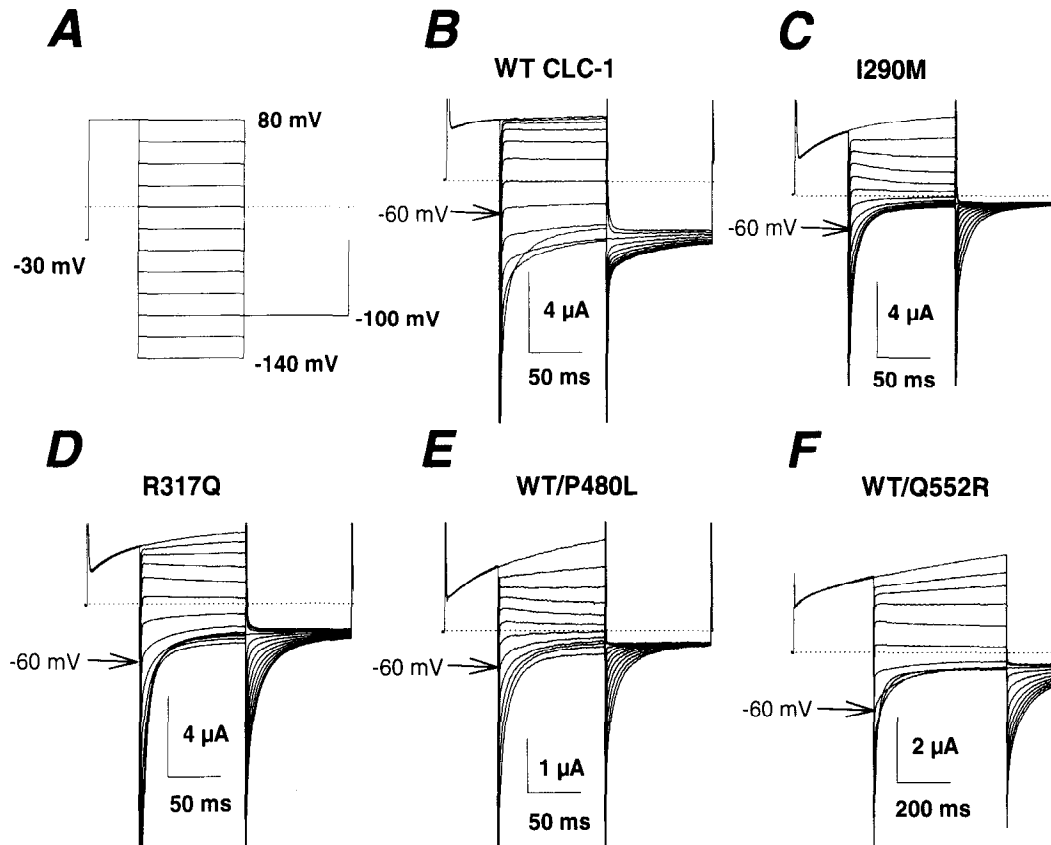 A
80 mV
-30 mV
-100 mV
-140 mV
B
WT CLC-1
-60 mV
4 µA
50 ms
C
I290M
-60 mV
4 µA
50 ms
D
R317Q
-60 mV
4 µA
50 ms
E
WT/P480L
-60 mV
1 µA
50 ms
F
WT/Q552R
-60 mV
2 µA
200 ms